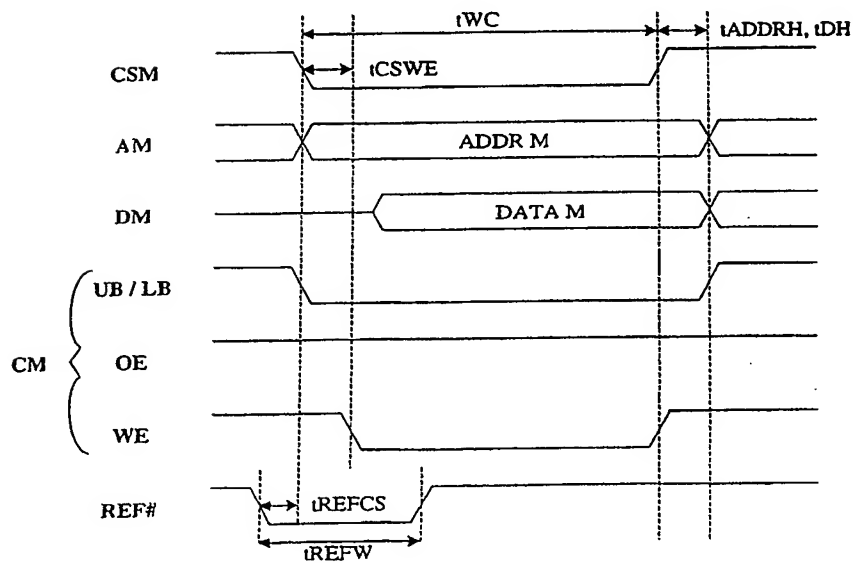 tWC
tADDRH, tDH
CSM
tCSWE
AM
ADDR M
DM
DATA M
UB / LB
CM
OE
WE
REF#
tREFCS
tREFW